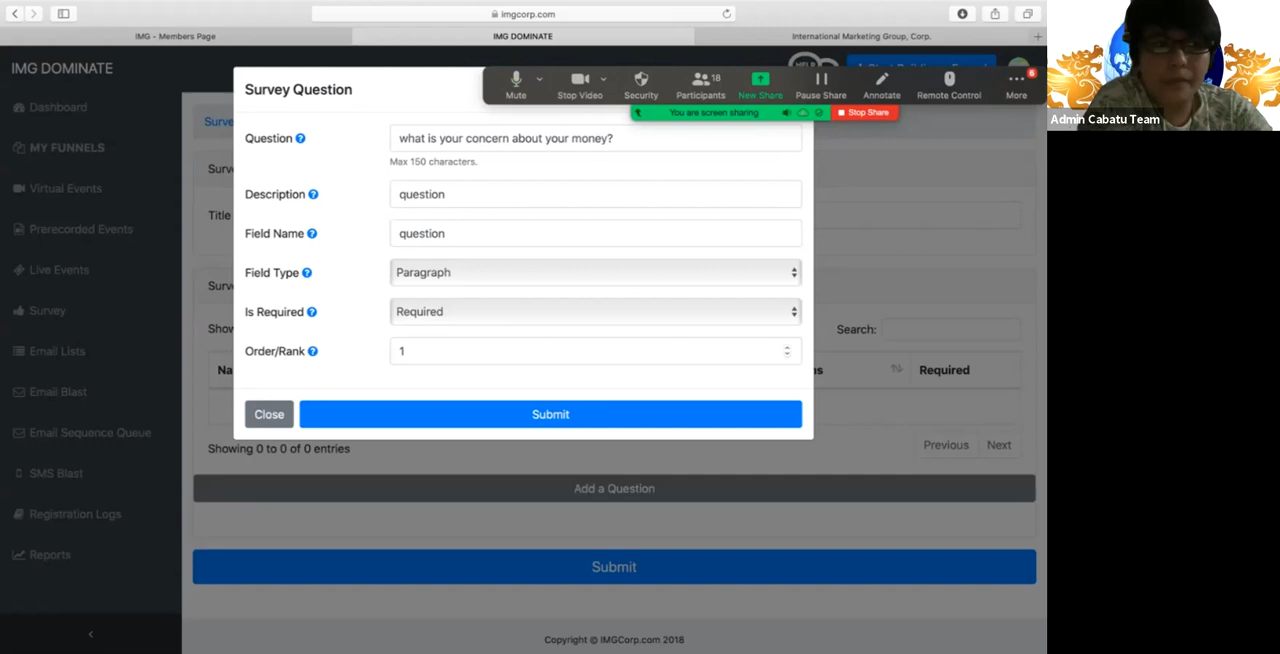 imgcorp.com
IMG - Members Page
IMG DOMINATE
International Marketing Group, Corp.
IMG DOMINATE
Dashboard
MY FUNNELS
Virtual Events
Prerecorded Events
Live Events
Survey
Email Lists
Email Blast
Email Sequence Queue
SMS Blast
Registration Logs
Reports
Mute
Stop Video
Security
18
Participants
New Share
Pause Share
Annotate
Remote Control
6
More
You are screen sharing
Stop Share
Survey Question
Question
what is your concern about your money?
Max 150 characters.
Description
question
Field Name
question
Field Type
Paragraph
Is Required
Required
Order/Rank
1
Close
Submit
Title
Search:
Required
Showing 0 to 0 of 0 entries
Previous
Next
Add a Question
Submit
Copyright © IMGCorp.com 2018
Admin Cabatu Team